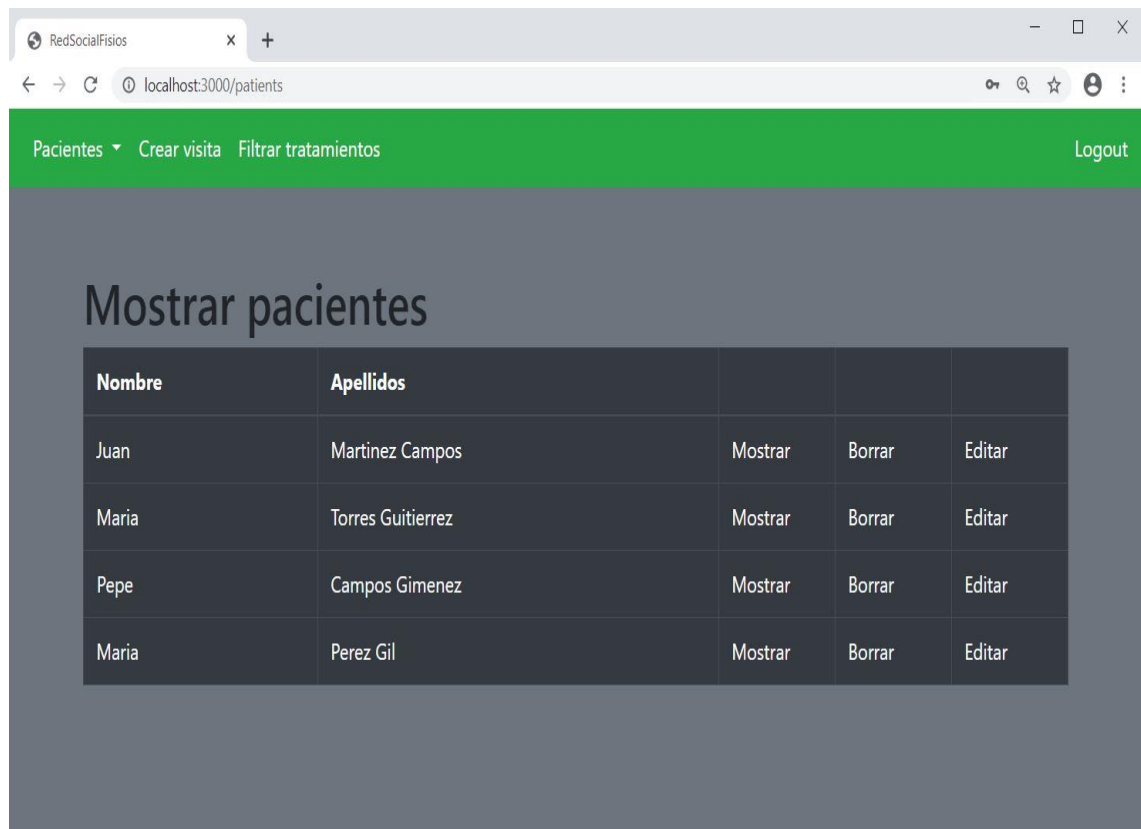 RedSocialFisios
localhost:3000/patients
Pacientes Crear visita Filtrar tratamientos Logout
Mostrar pacientes
Nombre Apellidos
Juan Martinez Campos Mostrar Borrar Editar
Maria Torres Guitierrez Mostrar Borrar Editar
Pepe Campos Gimenez Mostrar Borrar Editar
Maria Perez Gil Mostrar Borrar Editar